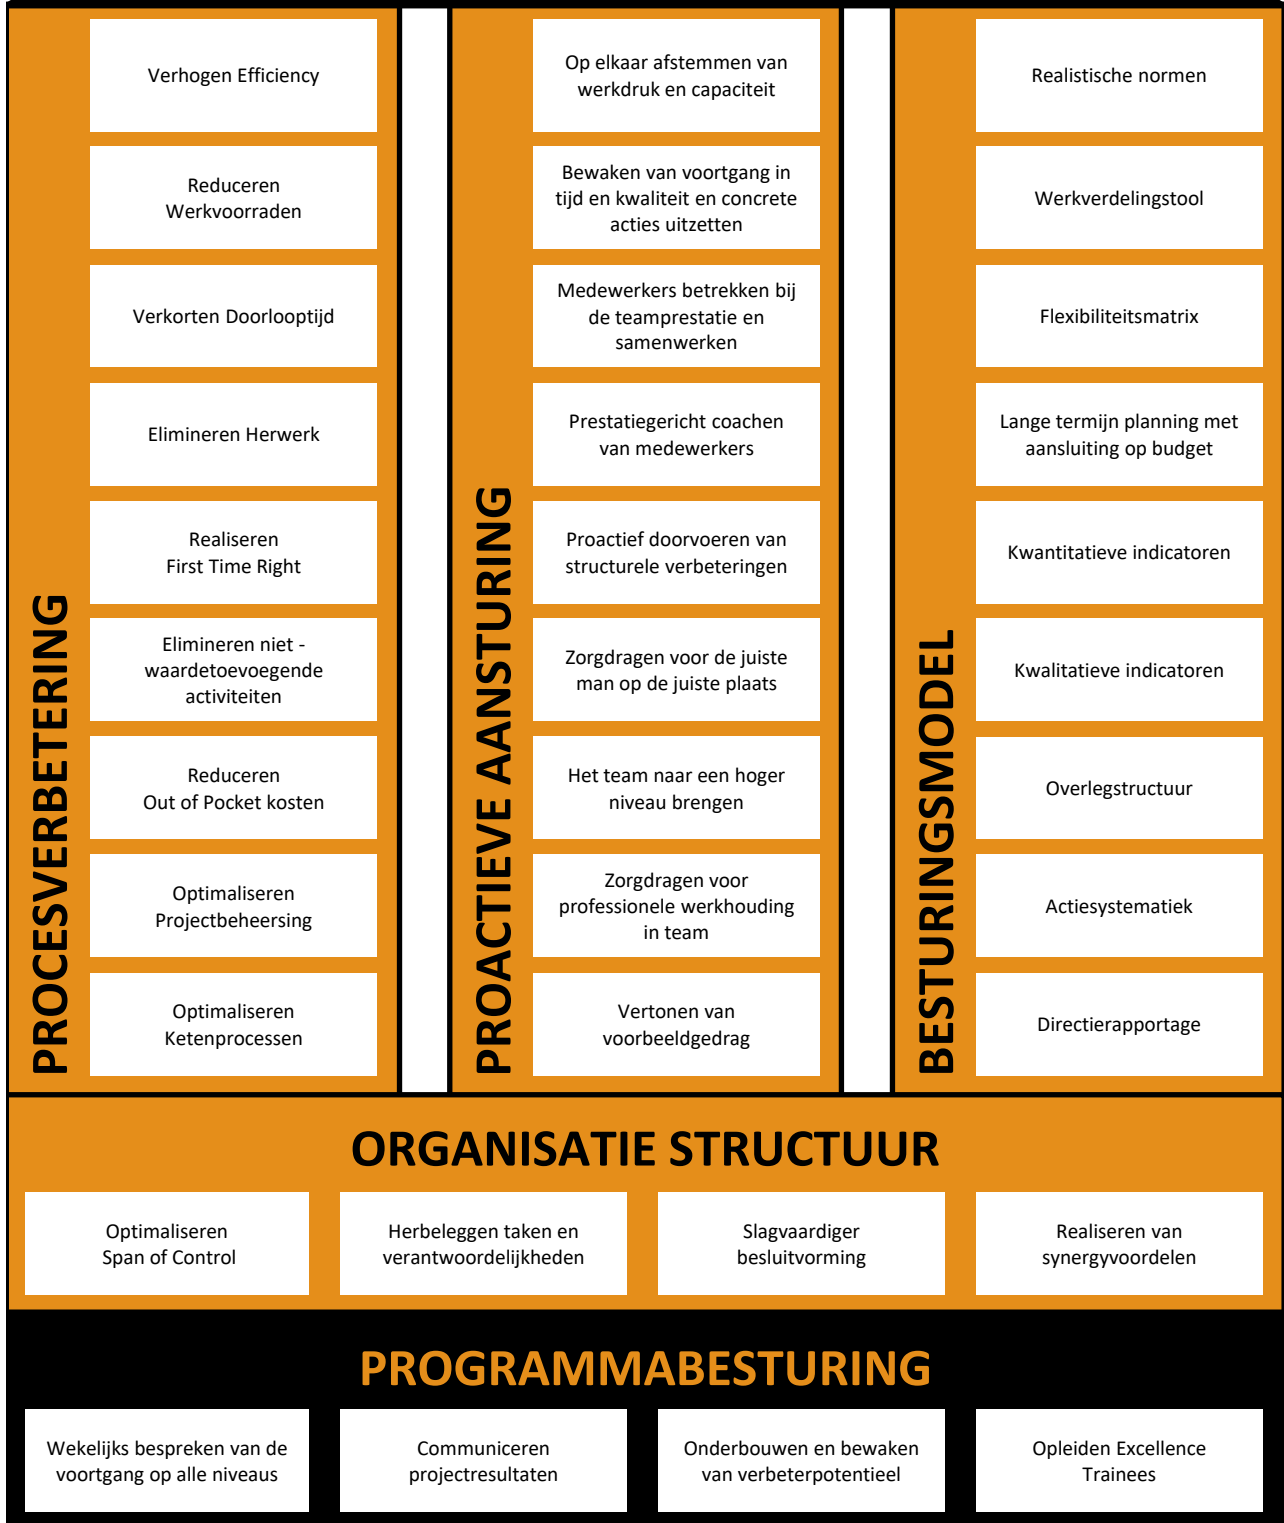 PROCESVERBETERING
Verhogen Efficiency
Reduceren
Werkvoorraden
Verkorten Doorlooptijd
Elimineren Herwerk
Realiseren
First Time Right
Elimineren niet -
waardetoevoegende
activiteiten
Reduceren
Out of Pocket kosten
Optimaliseren
Projectbeheersing
Optimaliseren
Ketenprocessen
PROACTIEVE AANSTURING
Op elkaar afstemmen van
werkdruk en capaciteit
Bewaken van voortgang in
tijd en kwaliteit en concrete
acties uitzetten
Medewerkers betrekken bij
de teamprestatie en
samenwerken
Prestatiegericht coachen
van medewerkers
Proactief doorvoeren van
structurele verbeteringen
Zorgdragen voor de juiste
man op de juiste plaats
Het team naar een hoger
niveau brengen
Zorgdragen voor
professionele werkhouding
in team
Vertonen van
voorbeeldgedrag
BESTURINGSMODEL
Realistische normen
Werkverdelingstool
Flexibiliteitsmatrix
Lange termijn planning met
aansluiting op budget
Kwantitatieve indicatoren
Kwalitatieve indicatoren
Overlegstructuur
Actiesystematiek
Directierapportage
ORGANISATIE STRUCTUUR
Optimaliseren
Span of Control
Herbeleggen taken en
verantwoordelijkheden
Slagvaardiger
besluitvorming
Realiseren van
synergyvoordelen
PROGRAMMABESTURING
Wekelijks bespreken van de
voortgang op alle niveaus
Communiceren
projectresultaten
Onderbouwen en bewaken
van verbeterpotentieel
Opleiden Excellence
Trainees